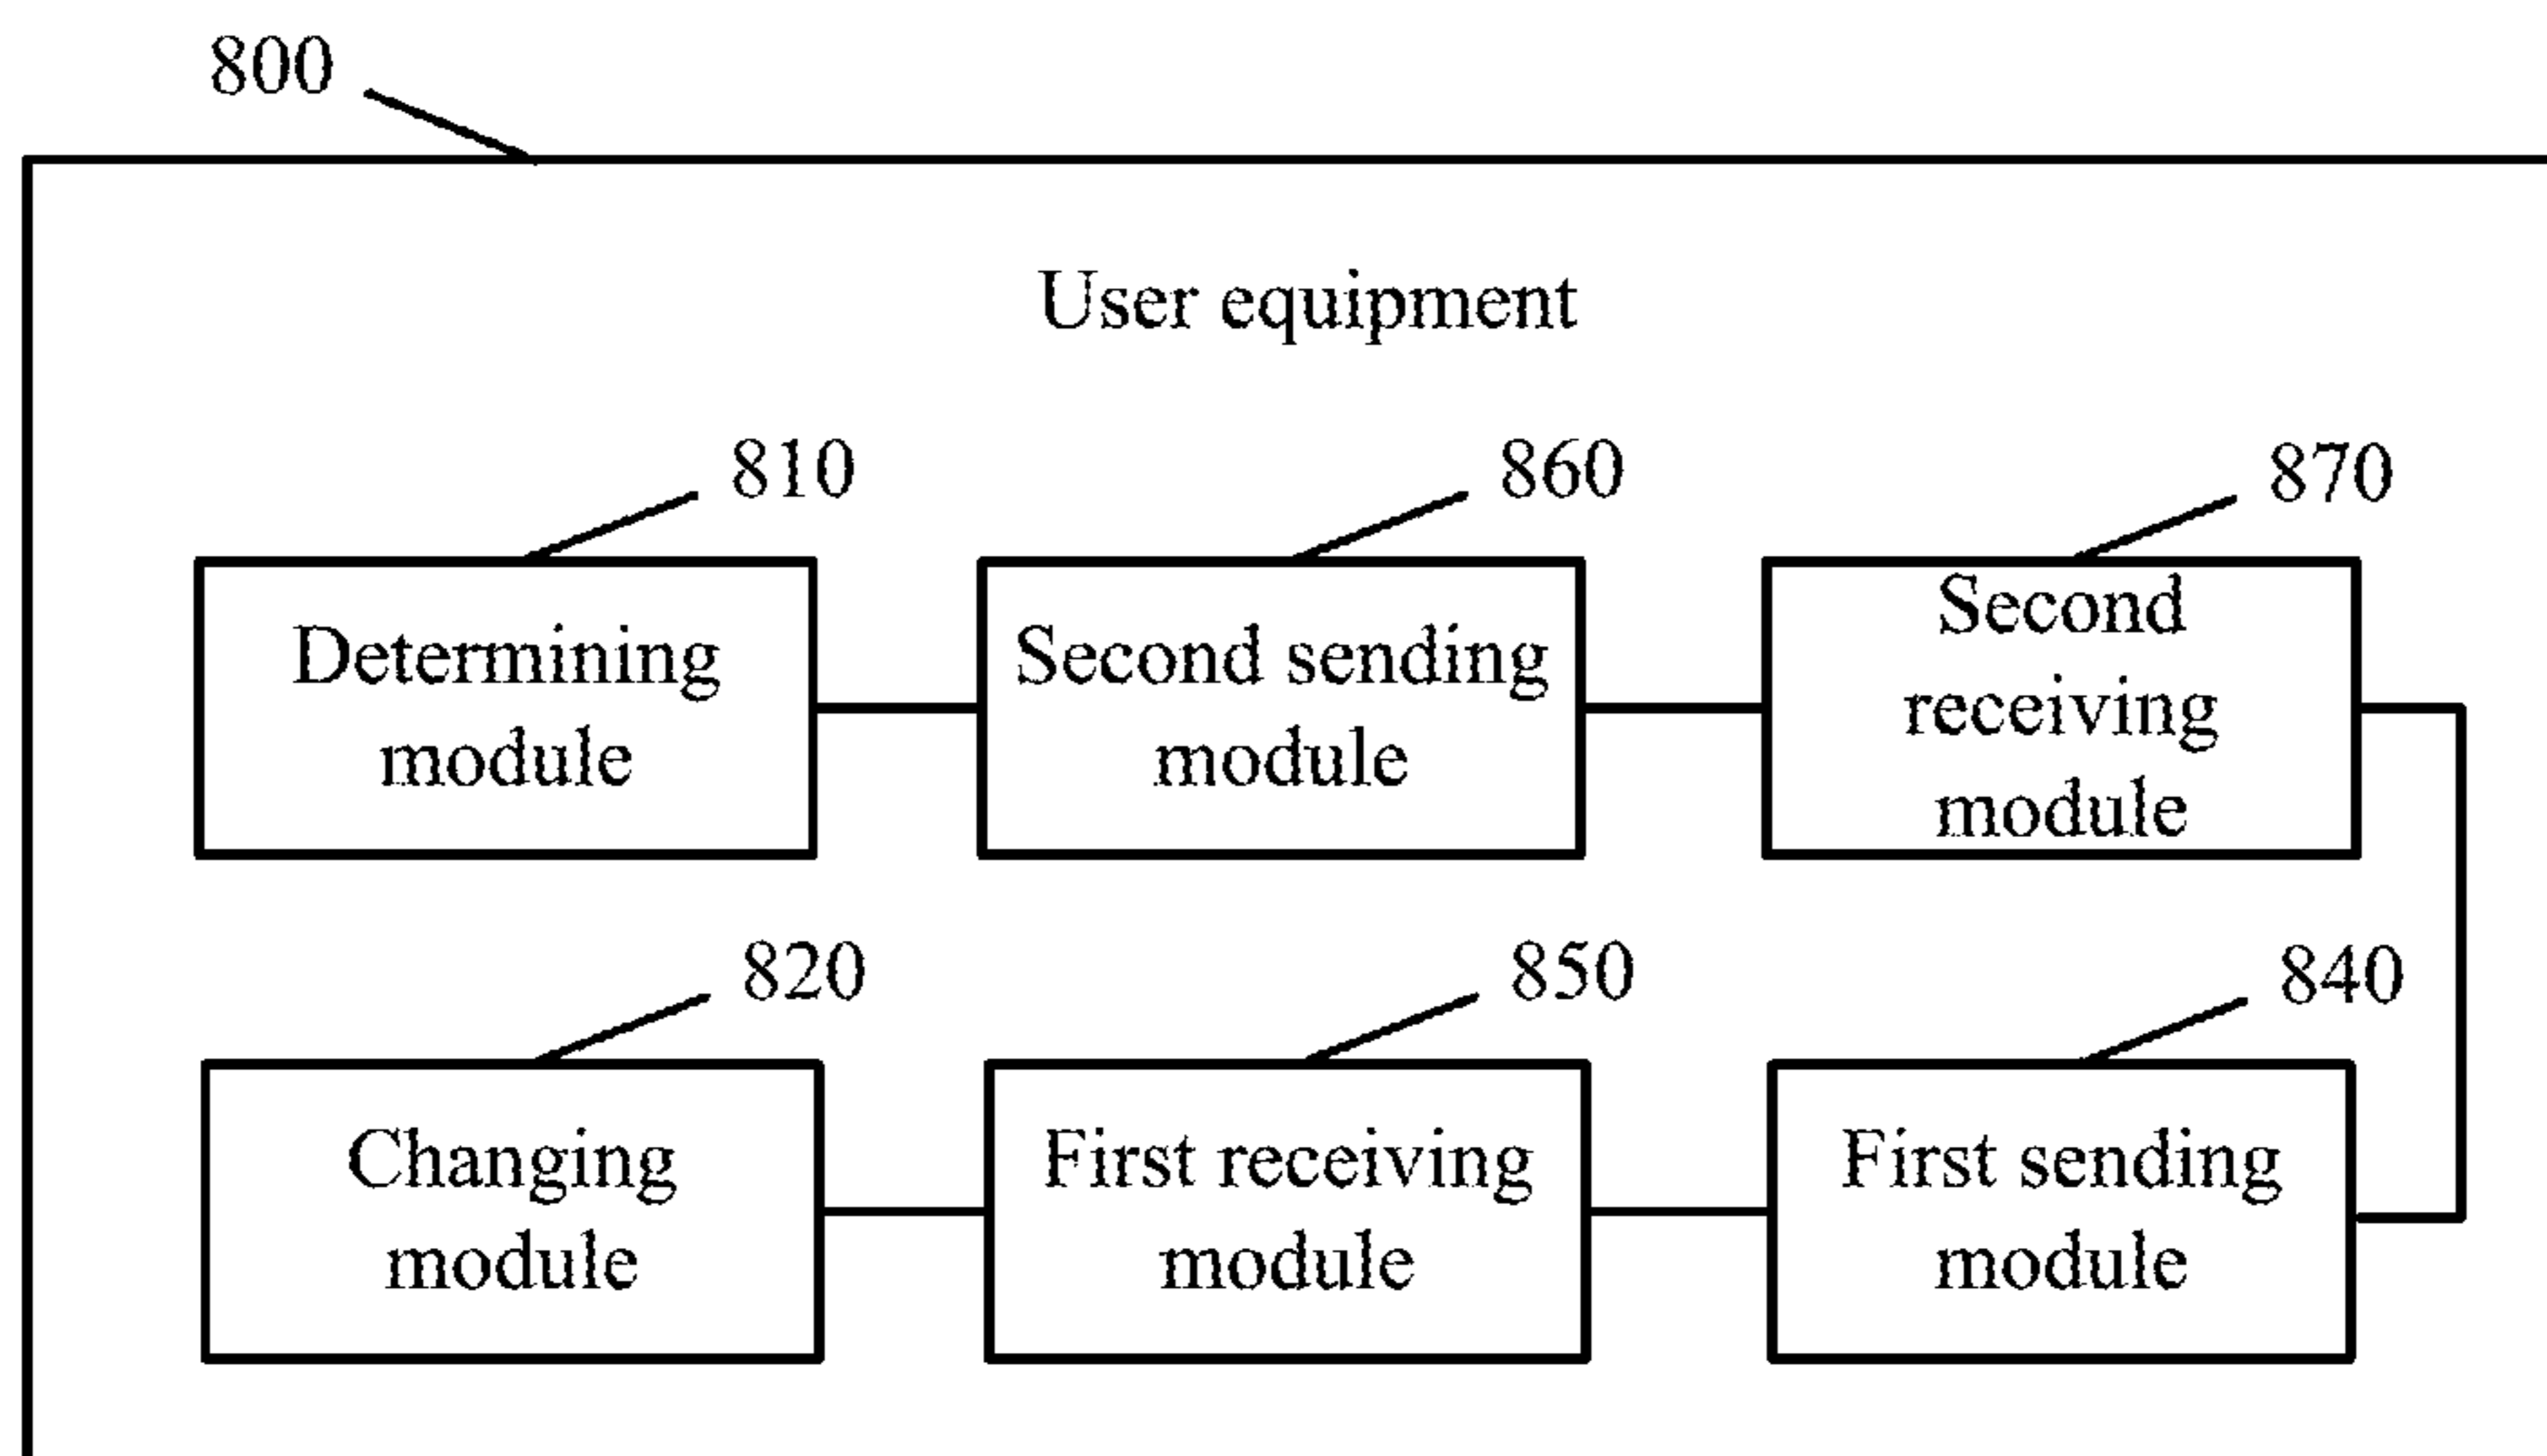 800
User equipment
810
860
870
Determining
module
Second sending
module
Second
receiving
module
820
850
840
Changing
module
First receiving
module
First sending
module